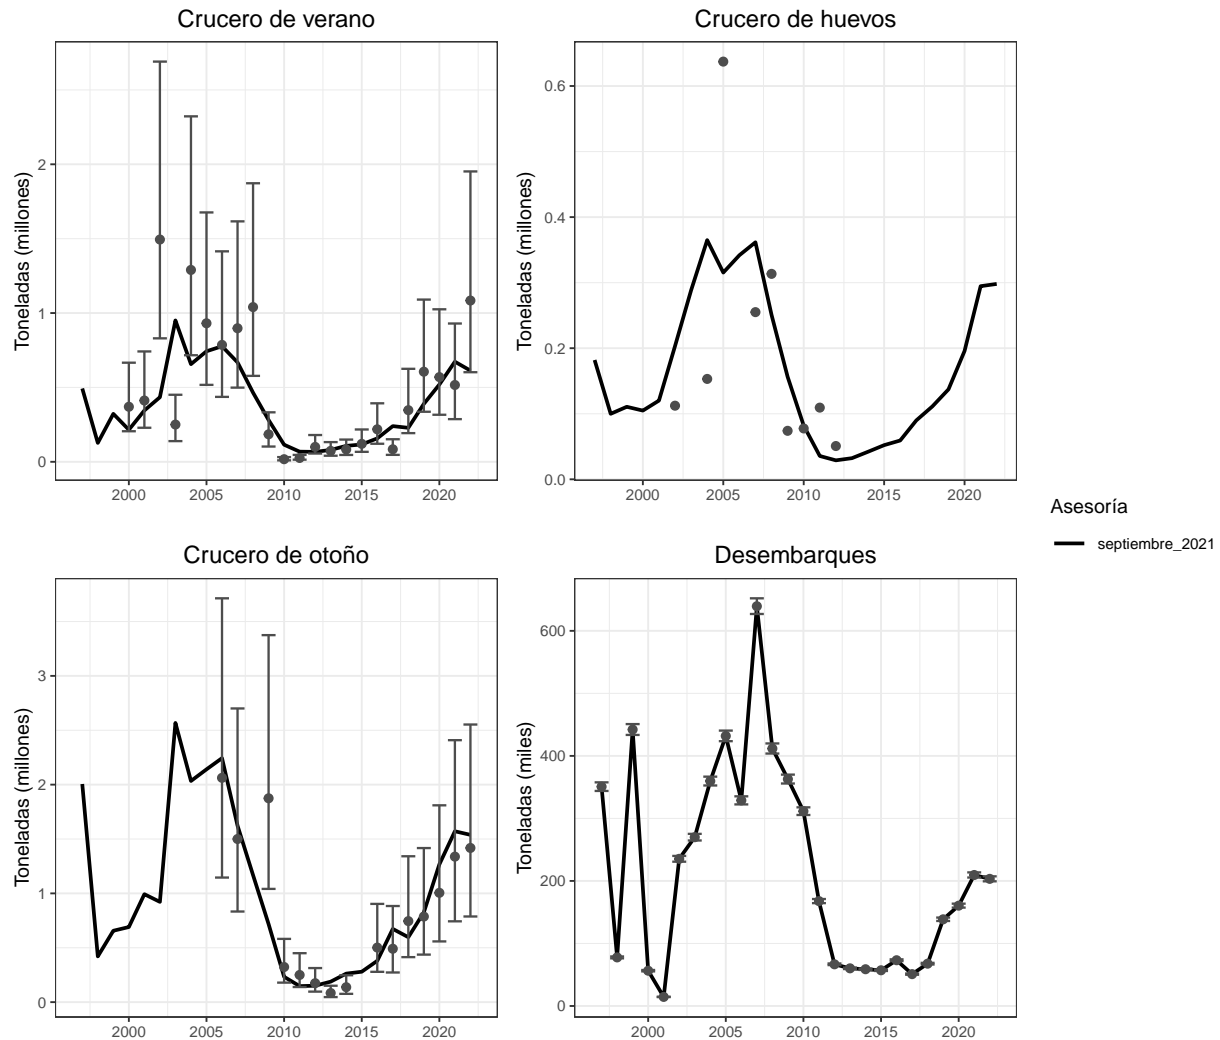 Crucero de verano
Toneladas (millones)
2
1
0
2000 2005 2010 2015 2020
Crucero de huevos
Toneladas (millones)
0.6
0.4
0.2
0.0
2000 2005 2010 2015 2020
Crucero de otoño
Toneladas (millones)
3
2
1
0
2000 2005 2010 2015 2020
Desembarques
Toneladas (miles)
600
400
200
0
2000 2005 2010 2015 2020
Asesoría
septiembre_2021